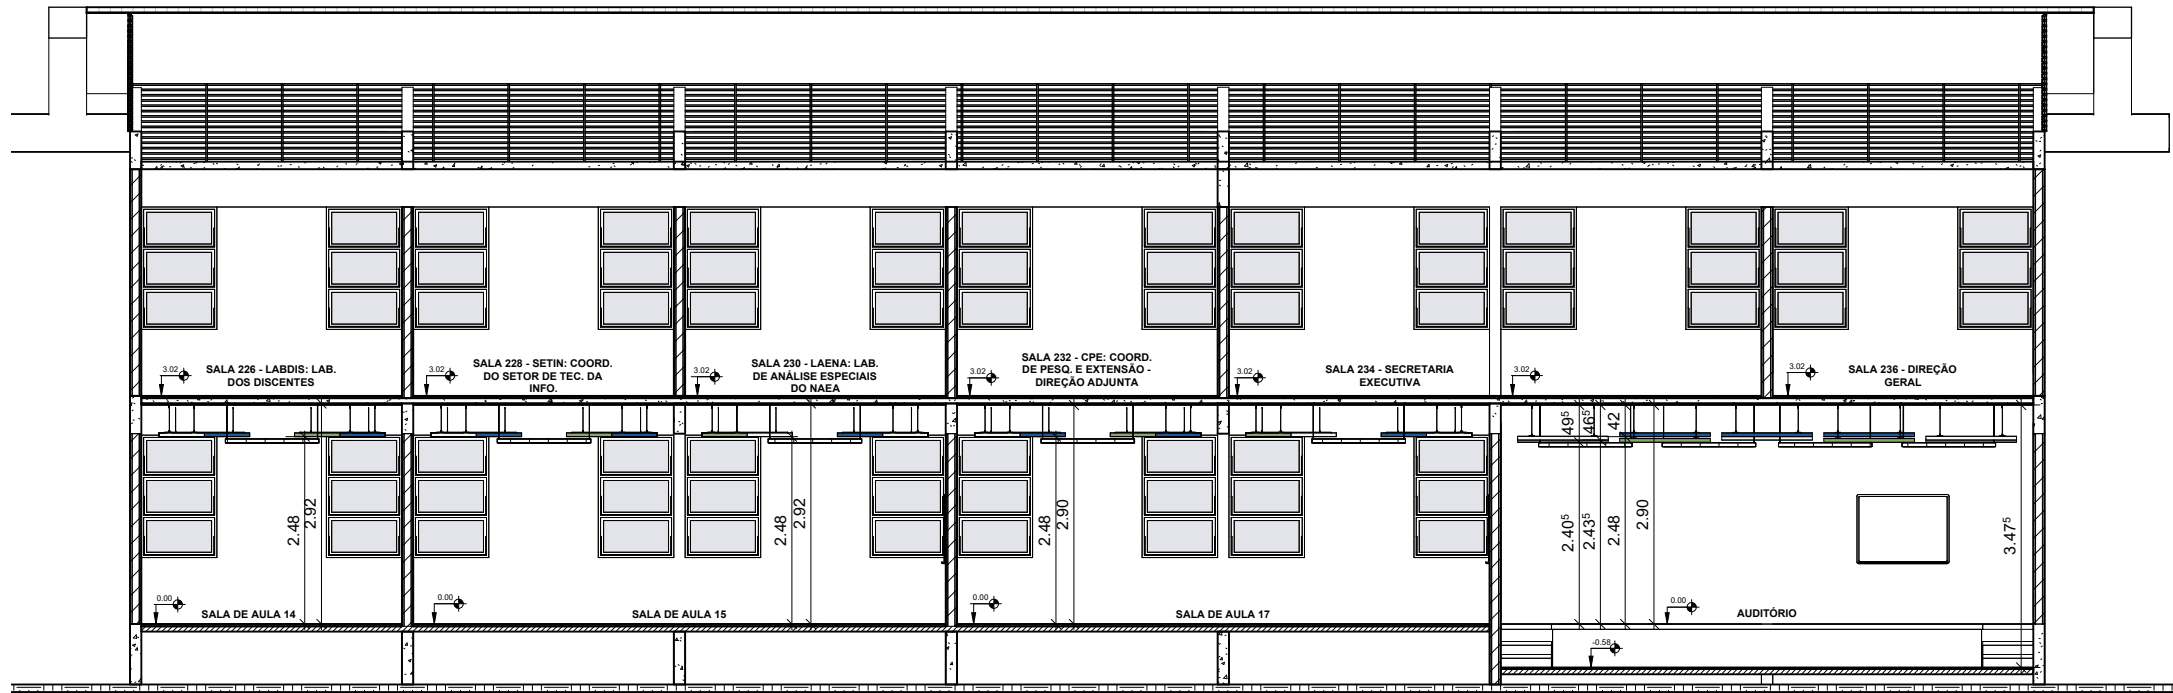 SALA 226 - LABDIS: LAB.
DOS DISCENTES
3.02
SALA 228 - SETIN: COORD.
DO SETOR DE TEC. DA
INFO.
3.02
SALA 230 - LAENA: LAB.
DE ANÁLISE ESPECIAIS
DO NAEA
3.02
SALA 232 - CPE: COORD.
DE PESQ. E EXTENSÃO -
DIREÇÃO ADJUNTA
3.02
SALA 234 - SECRETARIA
EXECUTIVA
3.02
3.02
SALA 236 - DIREÇÃO
GERAL
3.02
49⁵
46⁵
42
2.48
2.92
2.48
2.92
2.48
2.90
2.40⁵
2.43⁵
2.48
2.90
3.47⁵
0.00
SALA DE AULA 14
0.00
SALA DE AULA 15
0.00
SALA DE AULA 17
0.00
AUDITÓRIO
-0.58